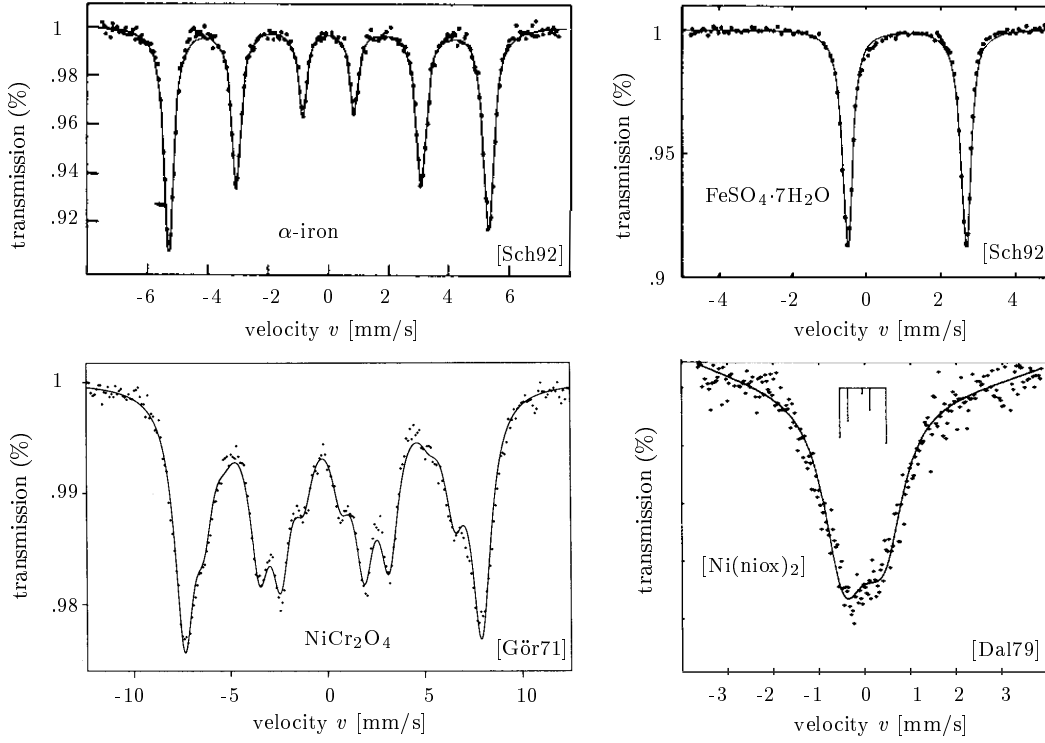 1
.98
.96
.94
.92
transmission (%)
α-iron
[Sch92]
-6 -4 -2 0 2 4 6
velocity v [mm/s]
1
.95
.9
transmission (%)
FeSO₄·7H₂O
[Sch92
-4 -2 0 2 4
velocity v [mm/s]
1
.99
.98
transmission (%)
NiCr₂O₄
[Gör71]
-10 -5 0 5 10
velocity v [mm/s]
transmission (%)
[Ni(niox)₂]
[Dal79]
-3 -2 -1 0 1 2 3
velocity v [mm/s]